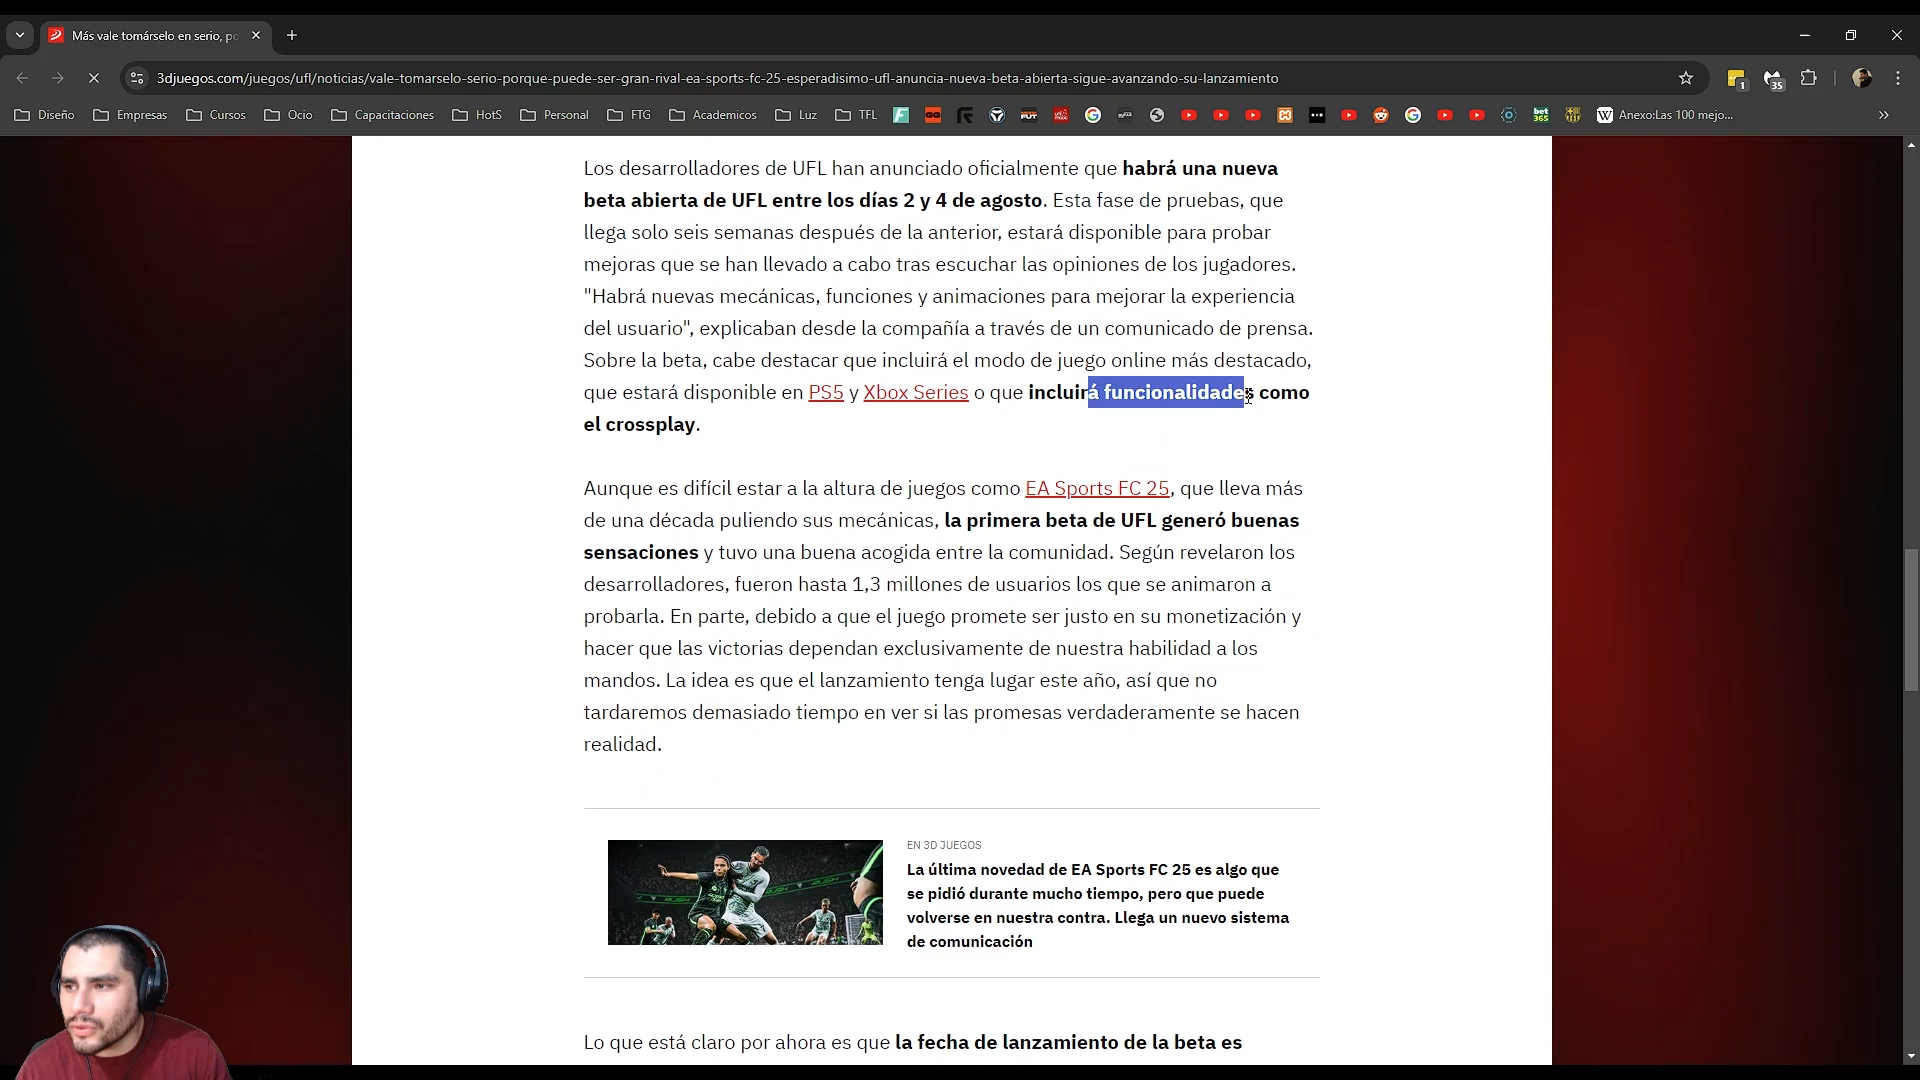 Más vale tomárselo en serio, po
3djuegos.com/juegos/ufl/noticias/vale-tomarselo-serio-porque-puede-ser-gran-rival-ea-sports-fc-25-esperadisimo-ufl-anuncia-nueva-beta-abierta-sigue-avanzando-su-lanzamiento
1
35
Diseño Empresas Cursos Ocio Capacitaciones HotS Personal FTG Academicos Luz TFL Anexo:Las 100 mejo...
Los desarrolladores de UFL han anunciado oficialmente que habrá una nueva
beta abierta de UFL entre los días 2 y 4 de agosto. Esta fase de pruebas, que
llega solo seis semanas después de la anterior, estará disponible para probar
mejoras que se han llevado a cabo tras escuchar las opiniones de los jugadores.
"Habrá nuevas mecánicas, funciones y animaciones para mejorar la experiencia
del usuario", explicaban desde la compañía a través de un comunicado de prensa.
Sobre la beta, cabe destacar que incluirá el modo de juego online más destacado,
que estará disponible en PS5 y Xbox Series o que incluirá funcionalidades como
el crossplay.
Aunque es difícil estar a la altura de juegos como EA Sports FC 25, que lleva más
de una década puliendo sus mecánicas, la primera beta de UFL generó buenas
sensaciones y tuvo una buena acogida entre la comunidad. Según revelaron los
desarrolladores, fueron hasta 1,3 millones de usuarios los que se animaron a
probarla. En parte, debido a que el juego promete ser justo en su monetización y
hacer que las victorias dependan exclusivamente de nuestra habilidad a los
mandos. La idea es que el lanzamiento tenga lugar este año, así que no
tardaremos demasiado tiempo en ver si las promesas verdaderamente se hacen
realidad.
EN 3D JUEGOS
La última novedad de EA Sports FC 25 es algo que
se pidió durante mucho tiempo, pero que puede
volverse en nuestra contra. Llega un nuevo sistema
de comunicación
Lo que está claro por ahora es que la fecha de lanzamiento de la beta es